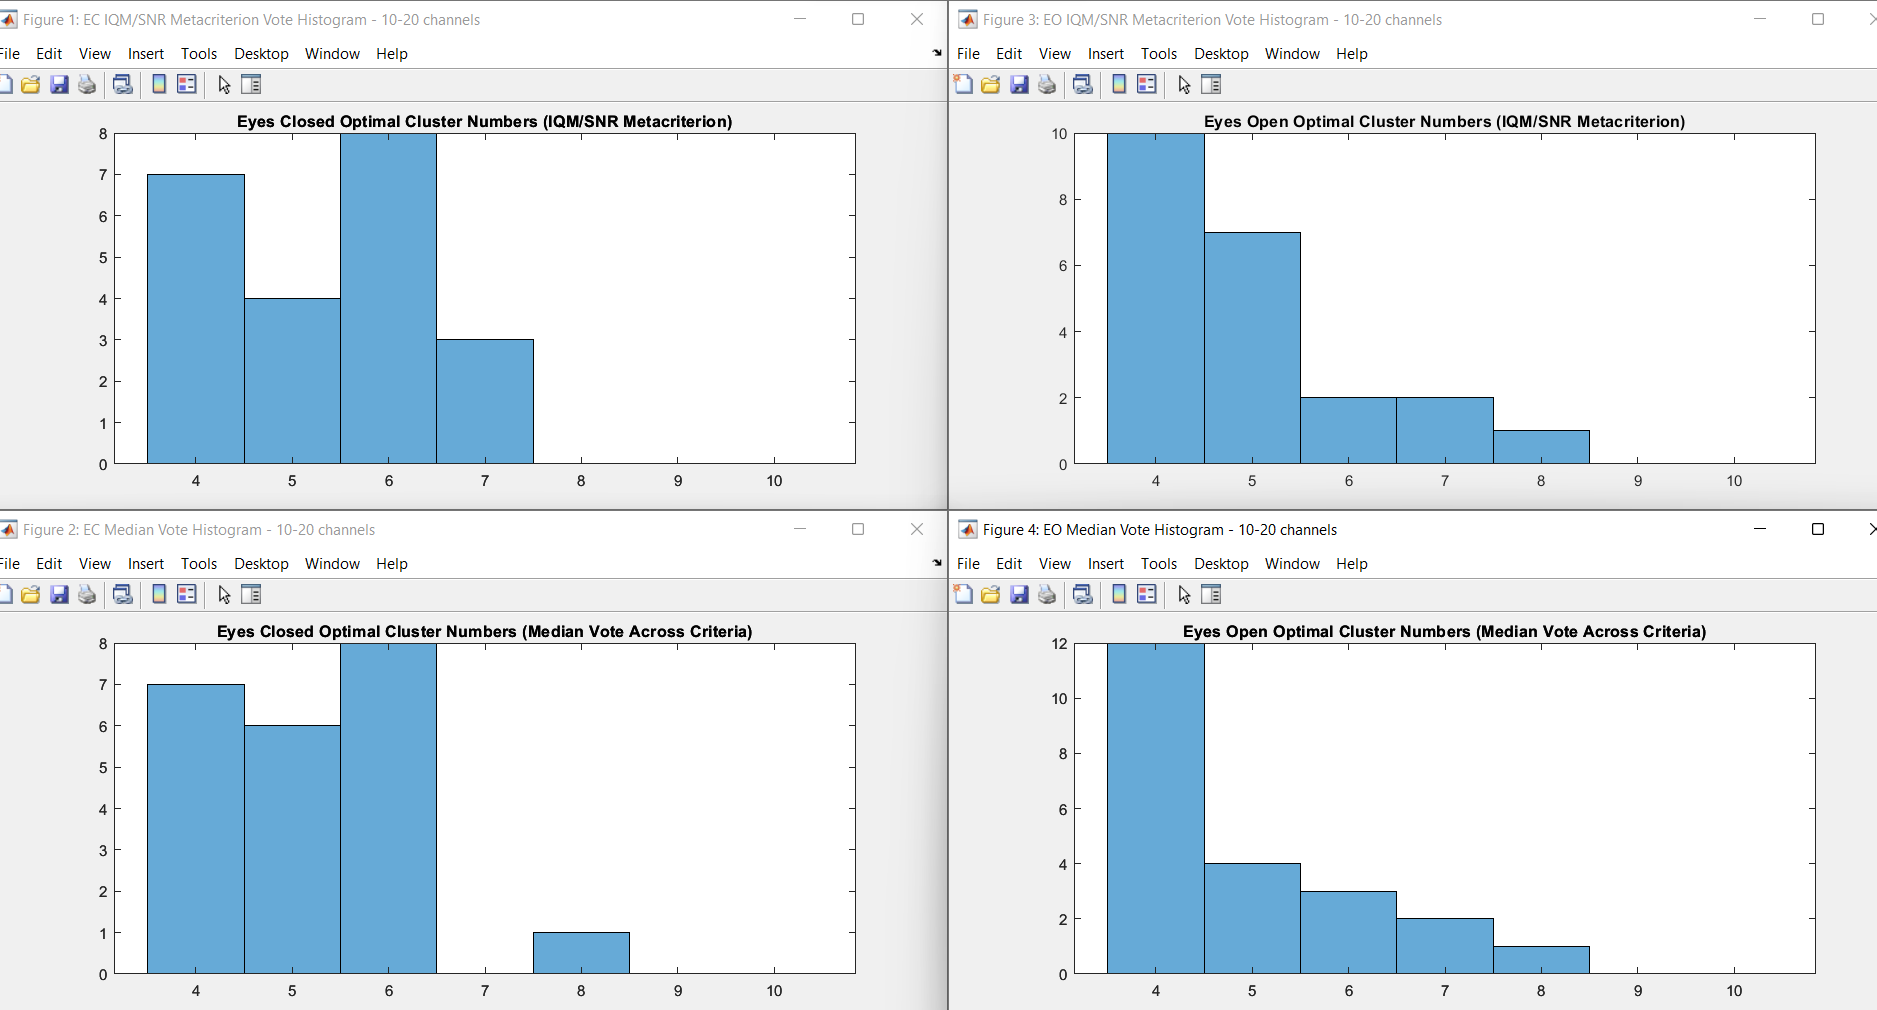 Figure 1: EC IQM/SNR Metacriterion Vote Histogram - 10-20 channels
File Edit View Insert Tools Desktop Window Help
Eyes Closed Optimal Cluster Numbers (IQM/SNR Metacriterion)
8
7
6
5
4
3
2
1
0
4 5 6 7 8 9 10
Figure 3: EO IQM/SNR Metacriterion Vote Histogram - 10-20 channels
File Edit View Insert Tools Desktop Window Help
Eyes Open Optimal Cluster Numbers (IQM/SNR Metacriterion)
10
8
6
4
2
0
4 5 6 7 8 9 10
Figure 2: EC Median Vote Histogram - 10-20 channels
File Edit View Insert Tools Desktop Window Help
Eyes Closed Optimal Cluster Numbers (Median Vote Across Criteria)
8
7
6
5
4
3
2
1
0
4 5 6 7 8 9 10
Figure 4: EO Median Vote Histogram - 10-20 channels
File Edit View Insert Tools Desktop Window Help
Eyes Open Optimal Cluster Numbers (Median Vote Across Criteria)
12
10
8
6
4
2
0
4 5 6 7 8 9 10